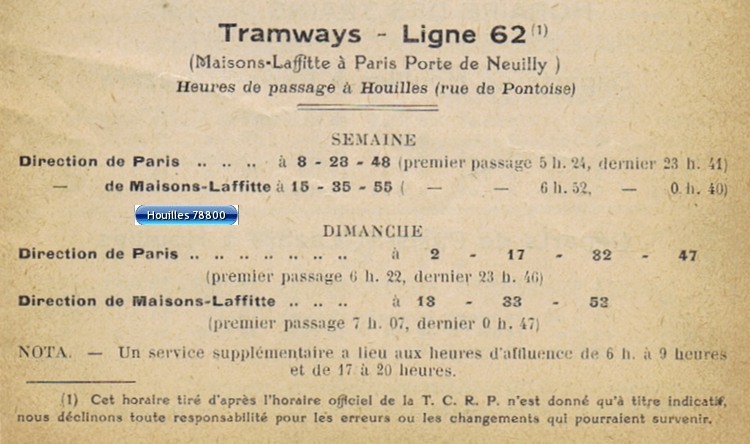 Tramways - Ligne 62 (1)
(Maisons-Laffitte à Paris Porte de Neuilly )
Heures de passage à Houilles (rue de Pontoise)
SEMAINE
Direction de Paris .. .. .. à 8 - 28 - 48 (premier passage 5 h. 24, dernier 23 h. 41)
— de Maisons-Laffitte à 15 - 35 - 55 ( — — 6 h. 52, — 0 h. 40)
Houilles 78800
DIMANCHE
Direction de Paris .. .. .. .. .. .. .. à 2 - 17 - 32 - 47
(premier passage 6 h. 22, dernier 23 h. 46)
Direction de Maisons-Laffitte .. .. .. à 13 - 33 - 53
(premier passage 7 h. 07, dernier 0 h. 47)
NOTA. — Un service supplémentaire a lieu aux heures d'affluence de 6 h. à 9 heures
et de 17 à 20 heures.
(1) Cet horaire tiré d'après l'horaire officiel de la T. C. R. P. n'est donné qu'à titre indicatif,
nous déclinons toute responsabilité pour les erreurs ou les changements qui pourraient survenir.